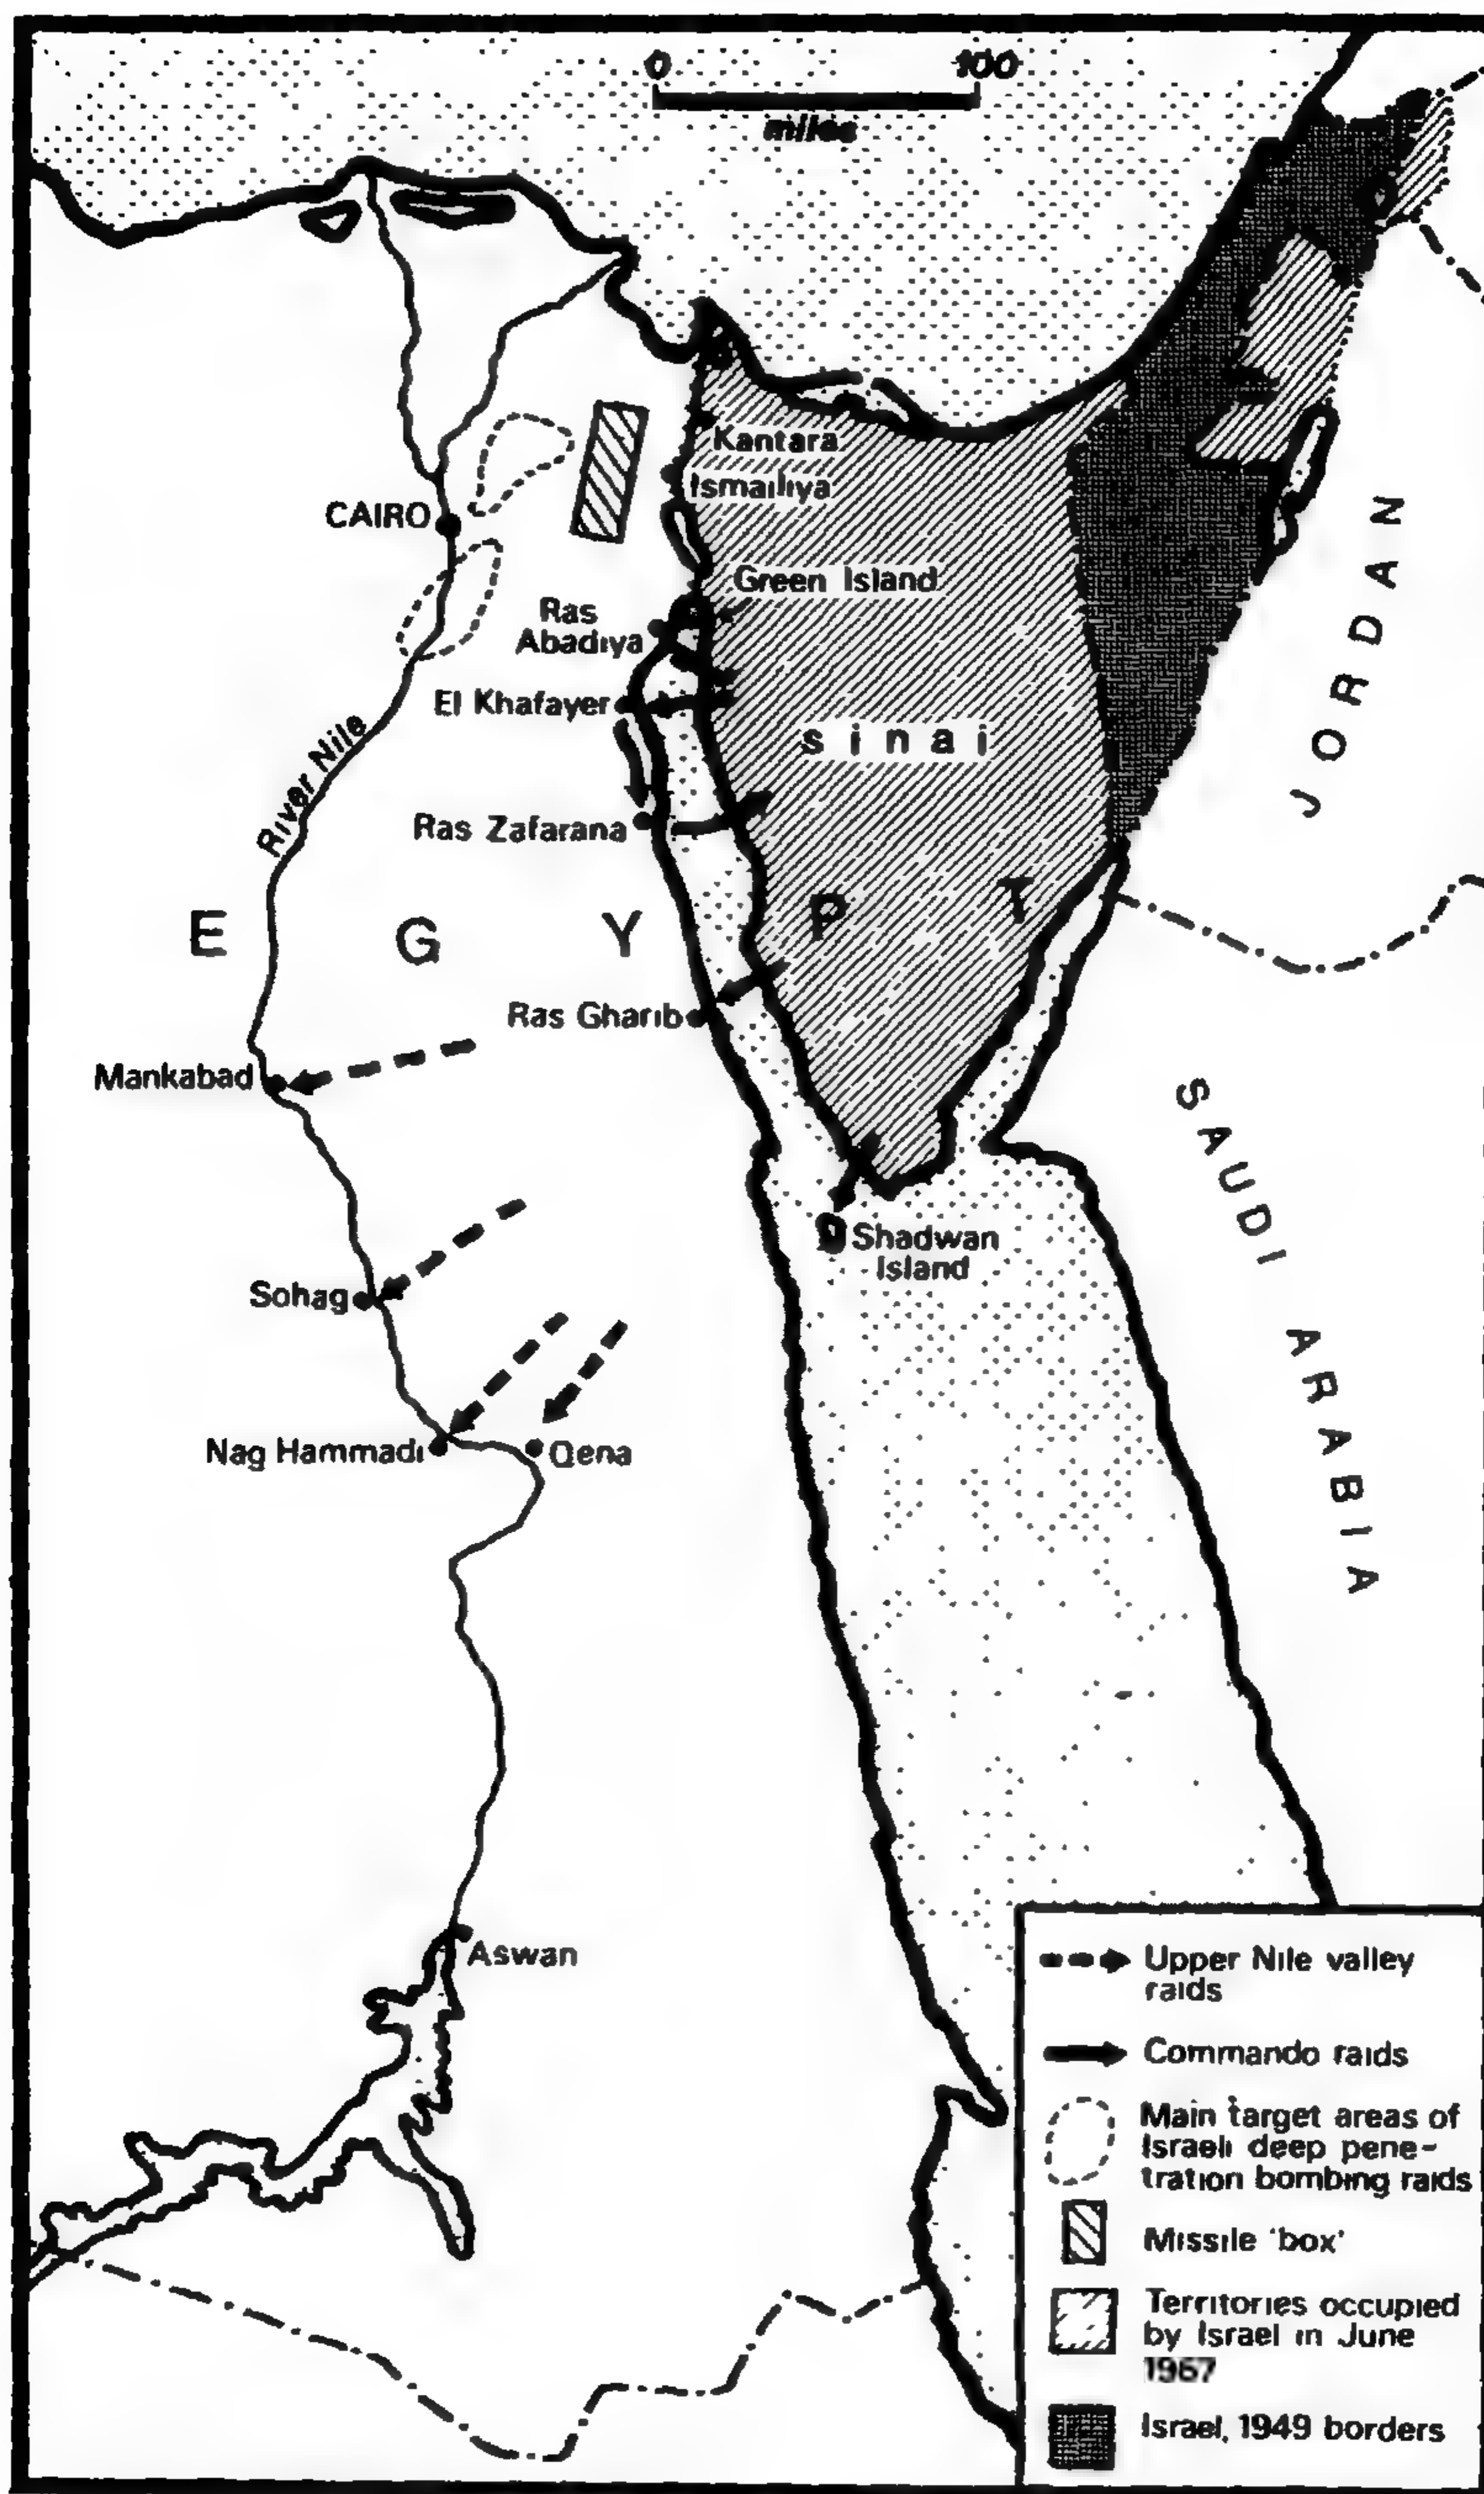 0 100
miles
Kantara
Ismailiya
CAIRO
Green Island
Ras
Abadiya
El Khafayer
sinai
JORDAN
River Nile
Ras Zafarana
EGYPT
Ras Gharib
Mankabad
SAUDI ARABIA
Shadwan
Island
Sohag
Nag Hammadi
Qena
Aswan
Upper Nile valley
raids
Commando raids
Main target areas of
Israeli deep pene-
tration bombing raids
Missile 'box'
Territories occupied
by Israel in June
1967
Israel, 1949 borders